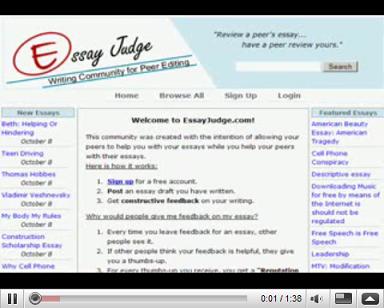 Essay Judge
Writing Community for Peer Editing
"Review a peer's essay...
have a peer review yours."
Search
Home Browse All Sign Up Login
New Essays
Beth: Helping Or
Hindering
October 8
Teen Driving
October 8
Thomas Hobbes
October 8
Vladimir Vezhnevsky
October 8
My Body My Rules
October 8
Construction
Scholarship Essay
October 8
Why Cell Phone
Welcome to EssayJudge.com!
This community was created with the intention of allowing your
peers to help you with your essays while you help your
peers with their essays.
Here is how it works:
1. Sign up for a free account.
2. Post an essay draft you have written.
3. Get constructive feedback on your writing.
Why would people give me feedback on my essay?
1. Every time you leave feedback for an essay, other
people see it.
2. If other people think your feedback is helpful, they give
you a thumbs-up.
3. For every thumbs-up you receive, you get a "Reputation
Featured Essays
American Beauty
Essay: American
Tragedy
Cell Phone
Conspiracy
Descriptive essay
Downloading Music
for free by means of
the Internet is
should not be
regulated
Free Speech is Free
Speech
Leadership
MTV: Modification
0:01 / 1:38